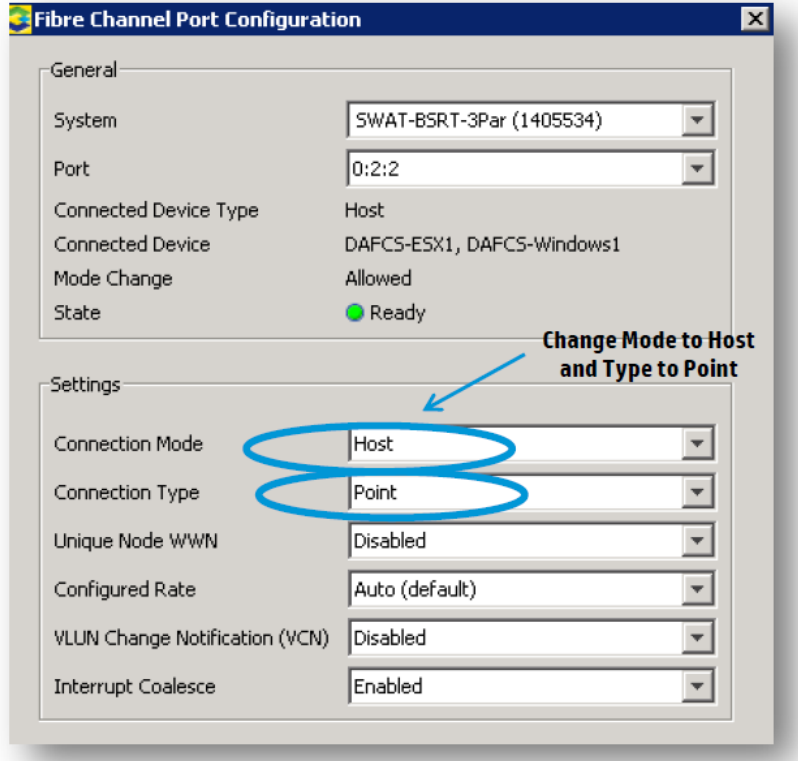 Fibre Channel Port Configuration
General
System SWAT-BSRT-3Par (1405534)
Port 0:2:2
Connected Device Type Host
Connected Device DAFCS-ESX1, DAFCS-Windows1
Mode Change Allowed
State Ready
Change Mode to Host
and Type to Point
Settings
Connection Mode Host
Connection Type Point
Unique Node WWN Disabled
Configured Rate Auto (default)
VLUN Change Notification (VCN) Disabled
Interrupt Coalesce Enabled